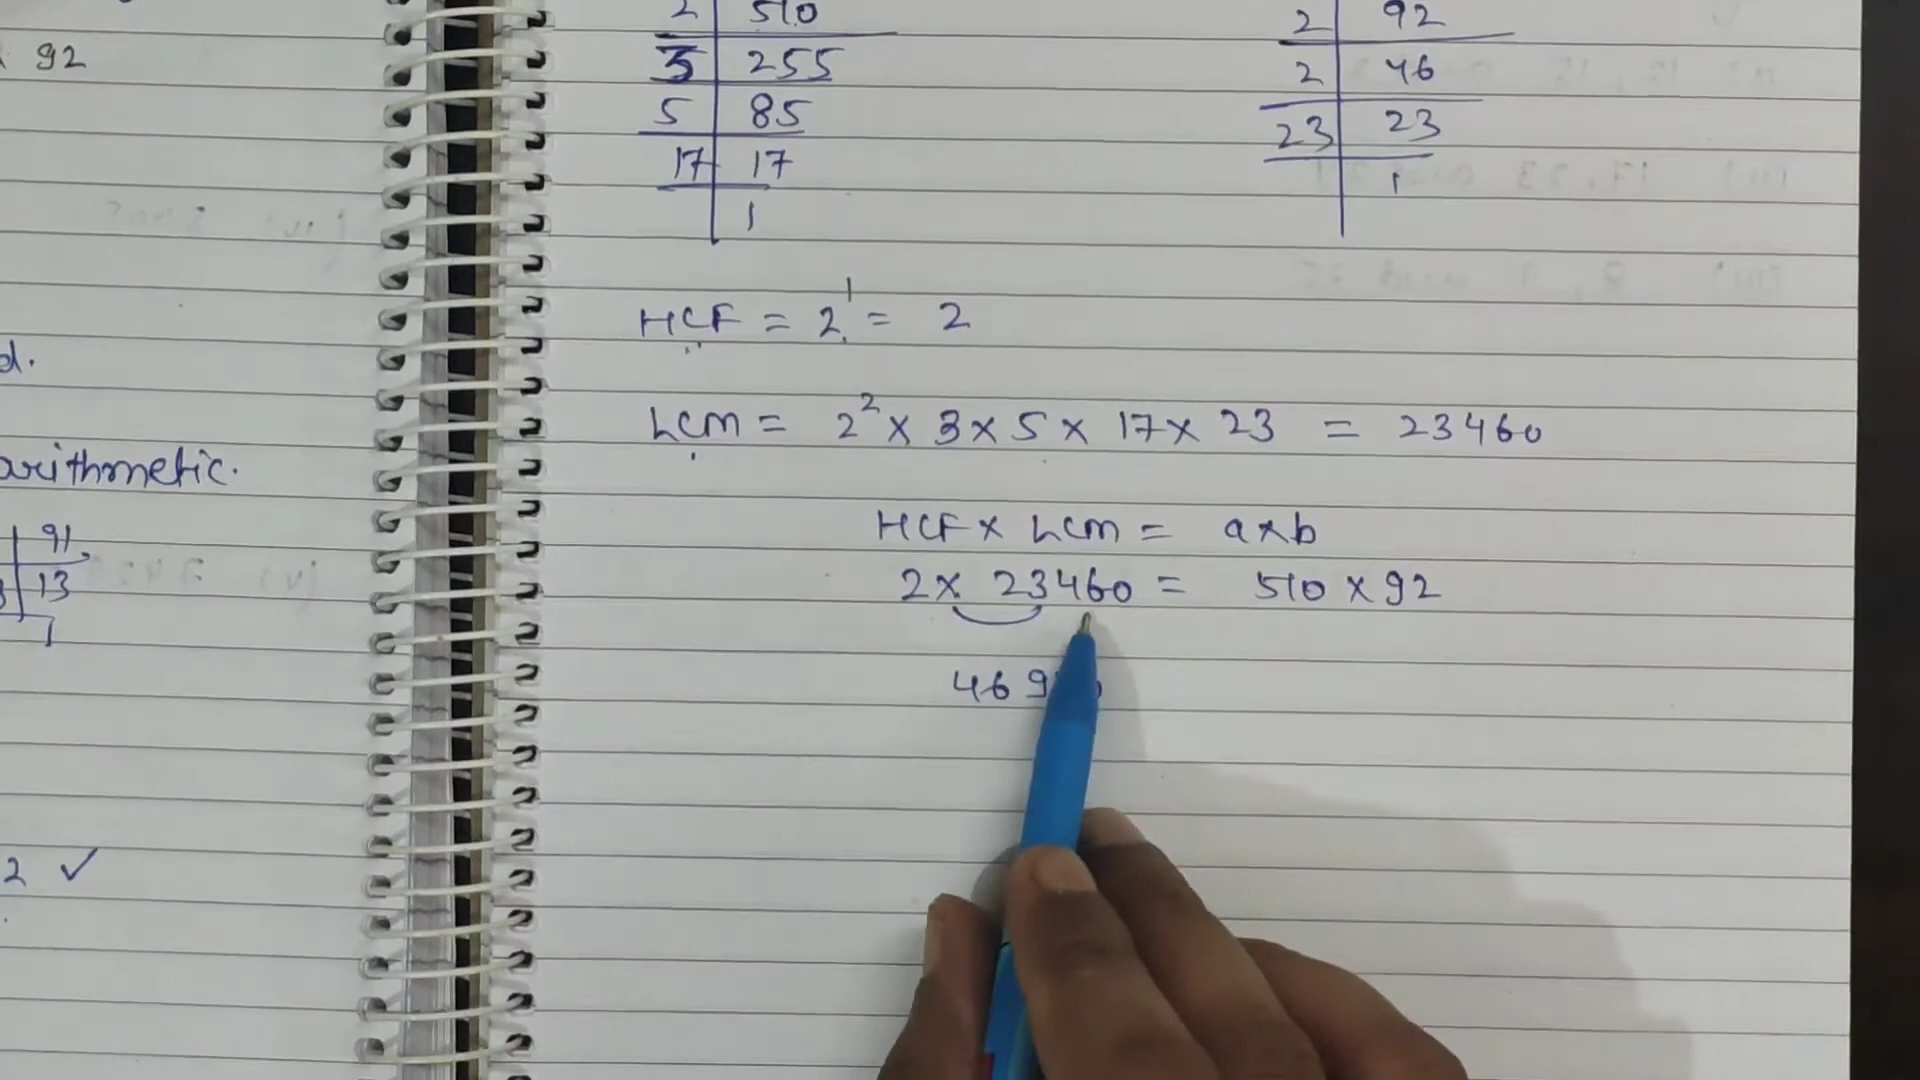 92
d.
arithmetic.
91
13
1
2 ✓
2 | 510
3 | 255
5 | 85
17 | 17
1
2 | 92
2 | 46
23 | 23
1
HCF = 2¹ = 2
LCM = 2² × 3 × 5 × 17 × 23 = 23460
HCF × LCM = a × b
2 × 23460 = 510 × 92
469